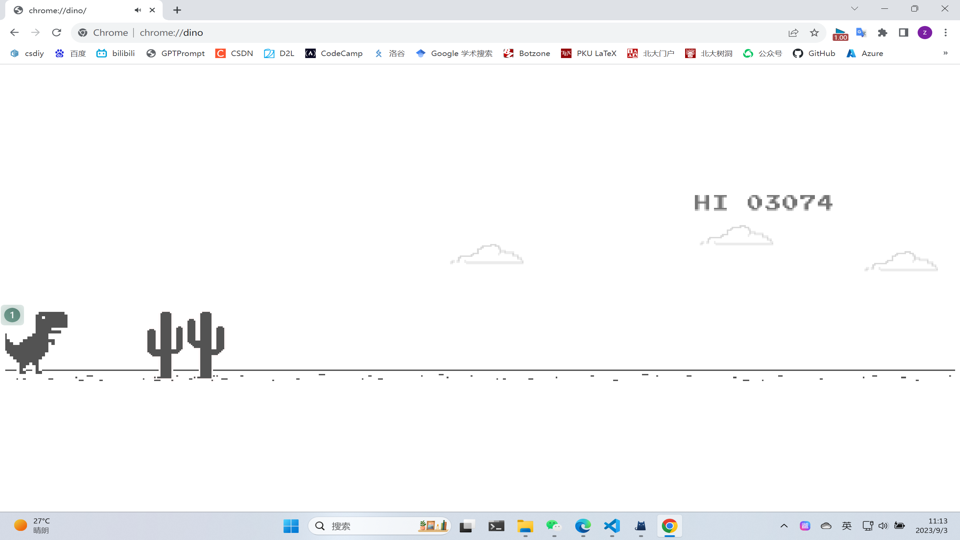 chrome://dino/
Chrome | chrome://dino
1.00
z
csdiy 百度 bilibili GPTPrompt CSDN D2L CodeCamp 洛谷 Google 学术搜索 Botzone PKU LaTeX 北大门户 北大树洞 公众号 GitHub Azure »
HI 03074
1
27°C
晴朗
搜索
英
11:13
2023/9/3